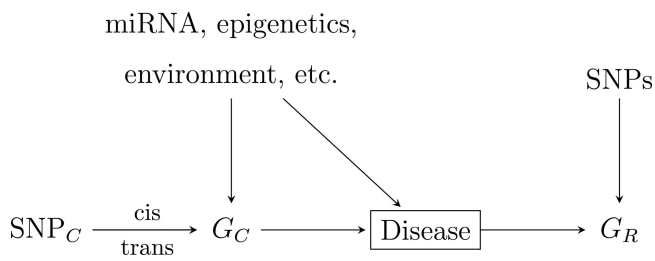 miRNA, epigenetics,
environment, etc.
SNPs
SNP_C
cis
trans
G_C
Disease
G_R